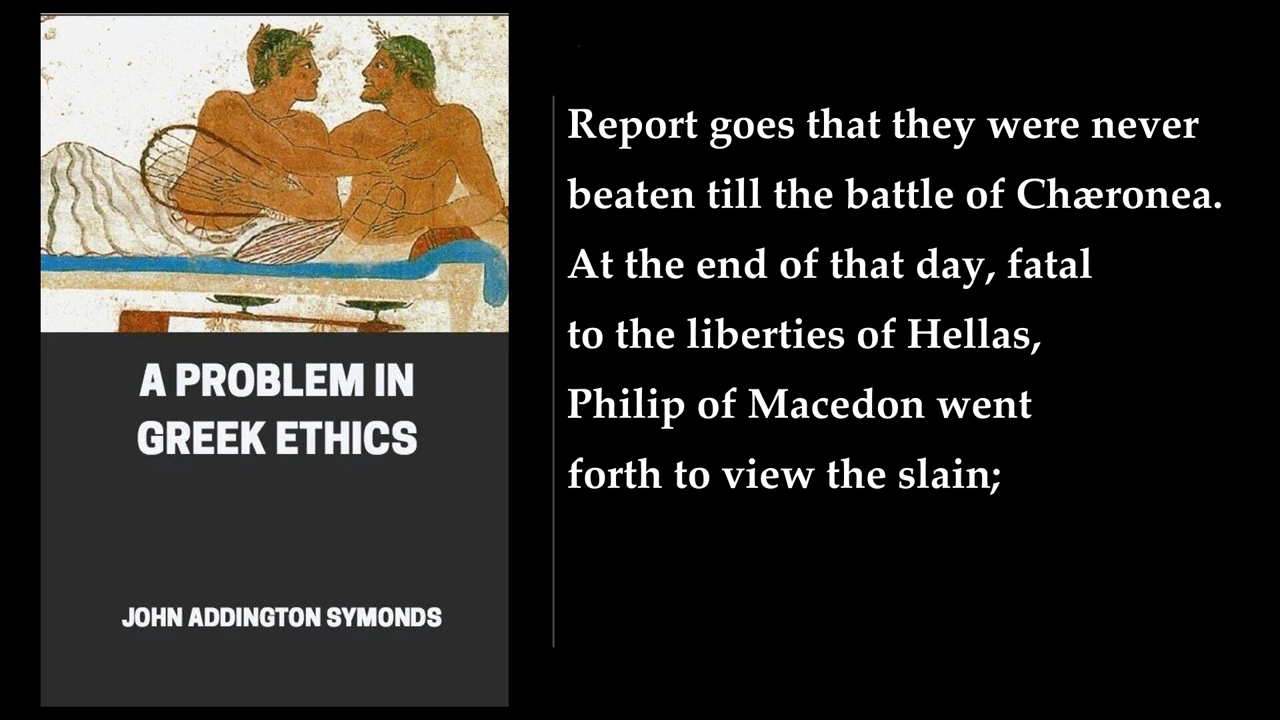 A PROBLEM IN
GREEK ETHICS
JOHN ADDINGTON SYMONDS
Report goes that they were never
beaten till the battle of Chæronea.
At the end of that day, fatal
to the liberties of Hellas,
Philip of Macedon went
forth to view the slain;